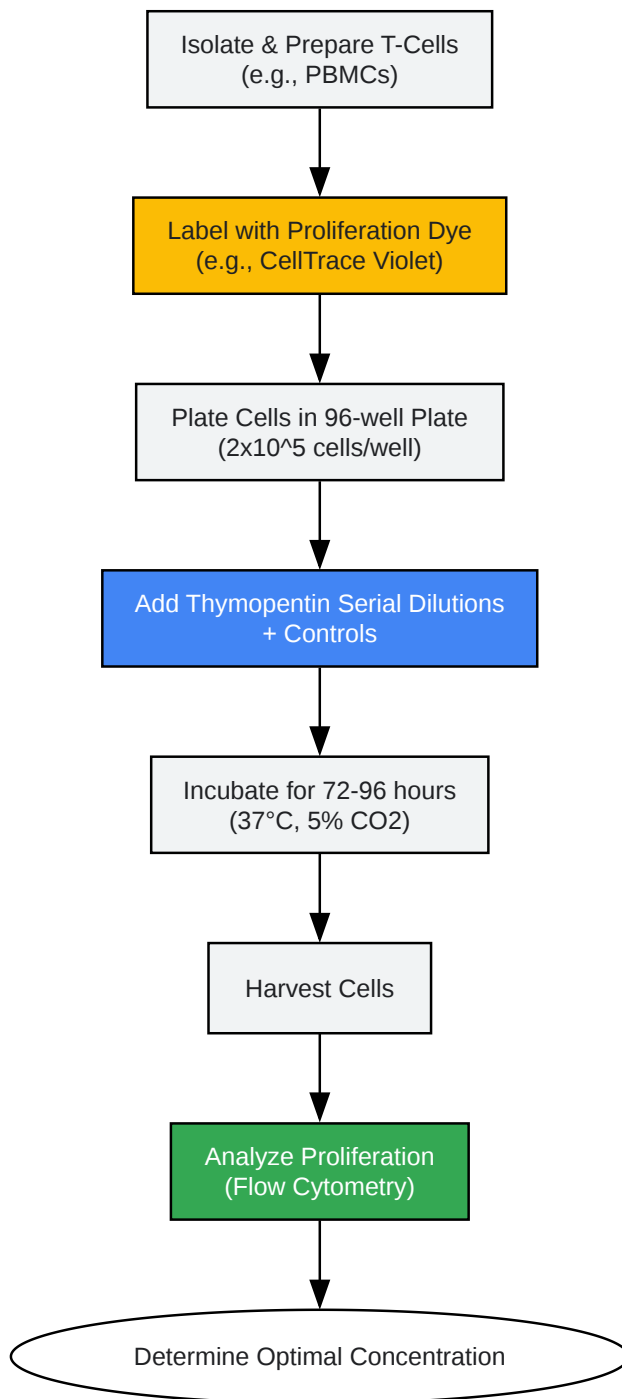 Isolate & Prepare T-Cells
(e.g., PBMCs)
Label with Proliferation Dye
(e.g., CellTrace Violet)
Plate Cells in 96-well Plate
(2x10^5 cells/well)
Add Thymopentin Serial Dilutions
+ Controls
Incubate for 72-96 hours
(37°C, 5% CO2)
Harvest Cells
Analyze Proliferation
(Flow Cytometry)
Determine Optimal Concentration